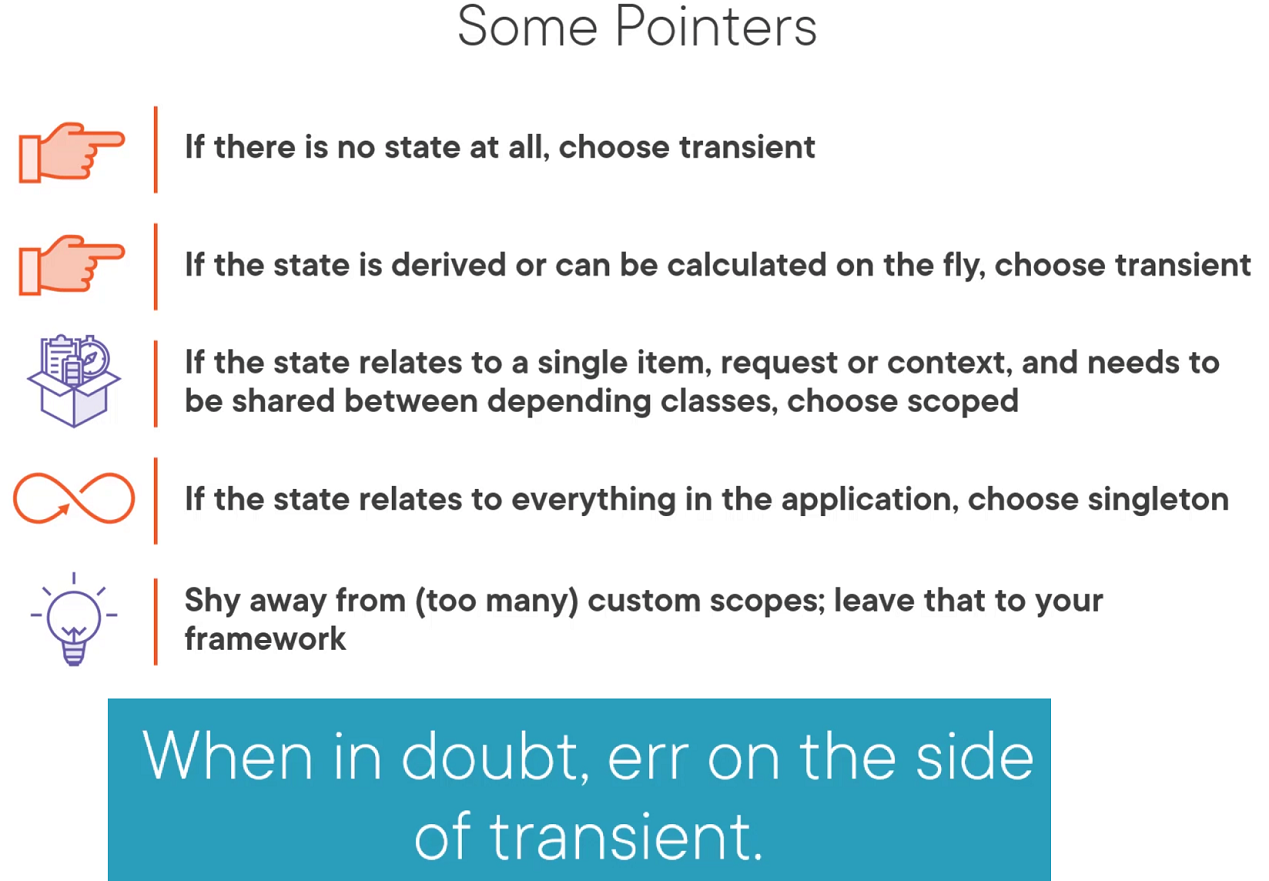 Some Pointers
If there is no state at all, choose transient
If the state is derived or can be calculated on the fly, choose transient
If the state relates to a single item, request or context, and needs to
be shared between depending classes, choose scoped
If the state relates to everything in the application, choose singleton
Shy away from (too many) custom scopes; leave that to your
framework
When in doubt, err on the side
of transient.